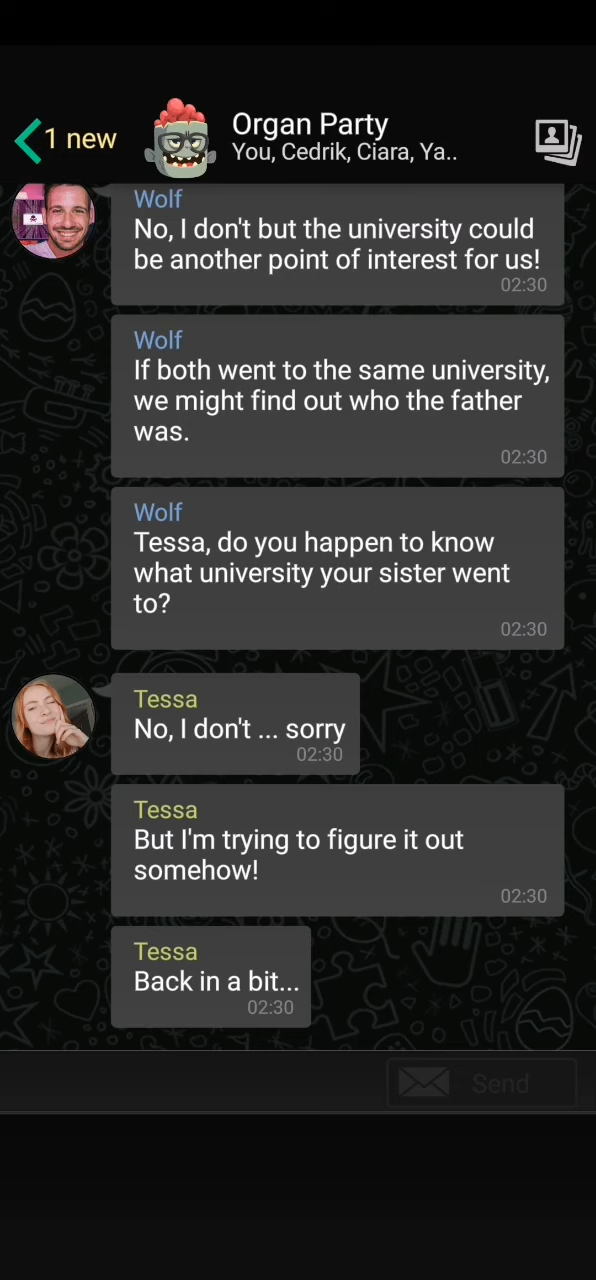 1 new
Organ Party
You, Cedrik, Ciara, Ya..
Wolf
No, I don't but the university could
be another point of interest for us!
02:30
Wolf
If both went to the same university,
we might find out who the father
was.
02:30
Wolf
Tessa, do you happen to know
what university your sister went
to?
02:30
Tessa
No, I don't ... sorry
02:30
Tessa
But I'm trying to figure it out
somehow!
02:30
Tessa
Back in a bit...
02:30
Send